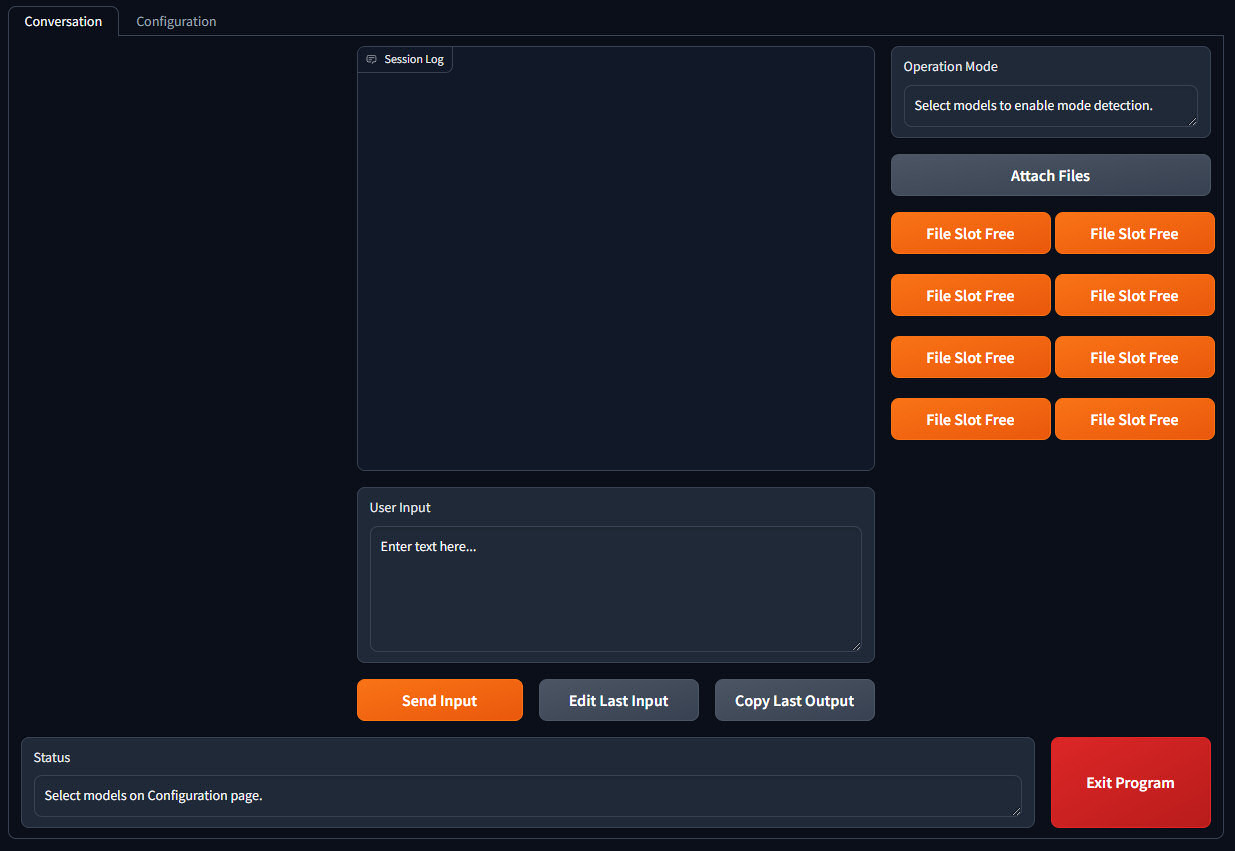 Conversation
Configuration
Session Log
Operation Mode
Select models to enable mode detection.
Attach Files
File Slot Free
File Slot Free
File Slot Free
File Slot Free
File Slot Free
File Slot Free
File Slot Free
File Slot Free
User Input
Enter text here...
Send Input
Edit Last Input
Copy Last Output
Status
Select models on Configuration page.
Exit Program